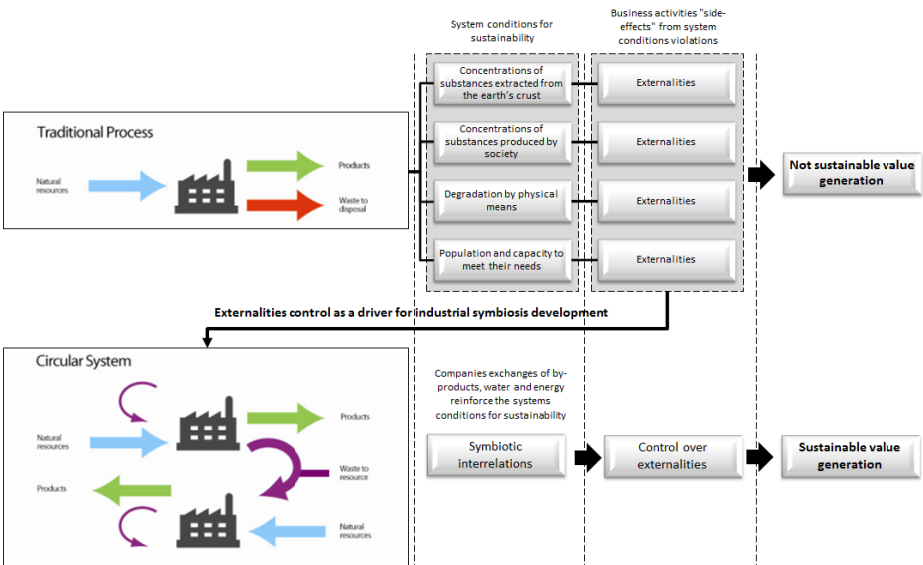 System conditions for
sustainability
Business activities "side-
effects" from system
conditions violations
Concentrations of
substances extracted from
the earth's crust
Externalities
Traditional Process
Natural
resources
Products
Waste to
disposal
Concentrations of
substances produced by
society
Externalities
Degradation by physical
means
Externalities
Population and capacity to
meet their needs
Externalities
Not sustainable value
generation
Externalities control as a driver for industrial symbiosis development
Circular System
Natural
resources
Products
Waste to
resource
Products
Natural
resources
Companies exchanges of by-
products, water and energy
reinforce the systems
conditions for sustainability
Symbiotic
interrelations
Control over
externalities
Sustainable value
generation